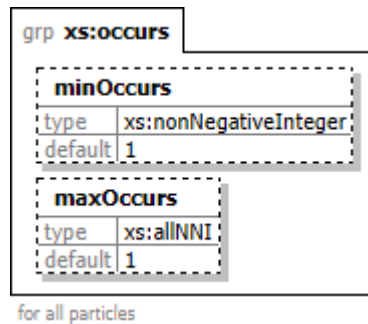 grp xs:occurs
minOccurs
type xs:nonNegativeInteger
default 1
maxOccurs
type xs:allNNI
default 1
for all particles